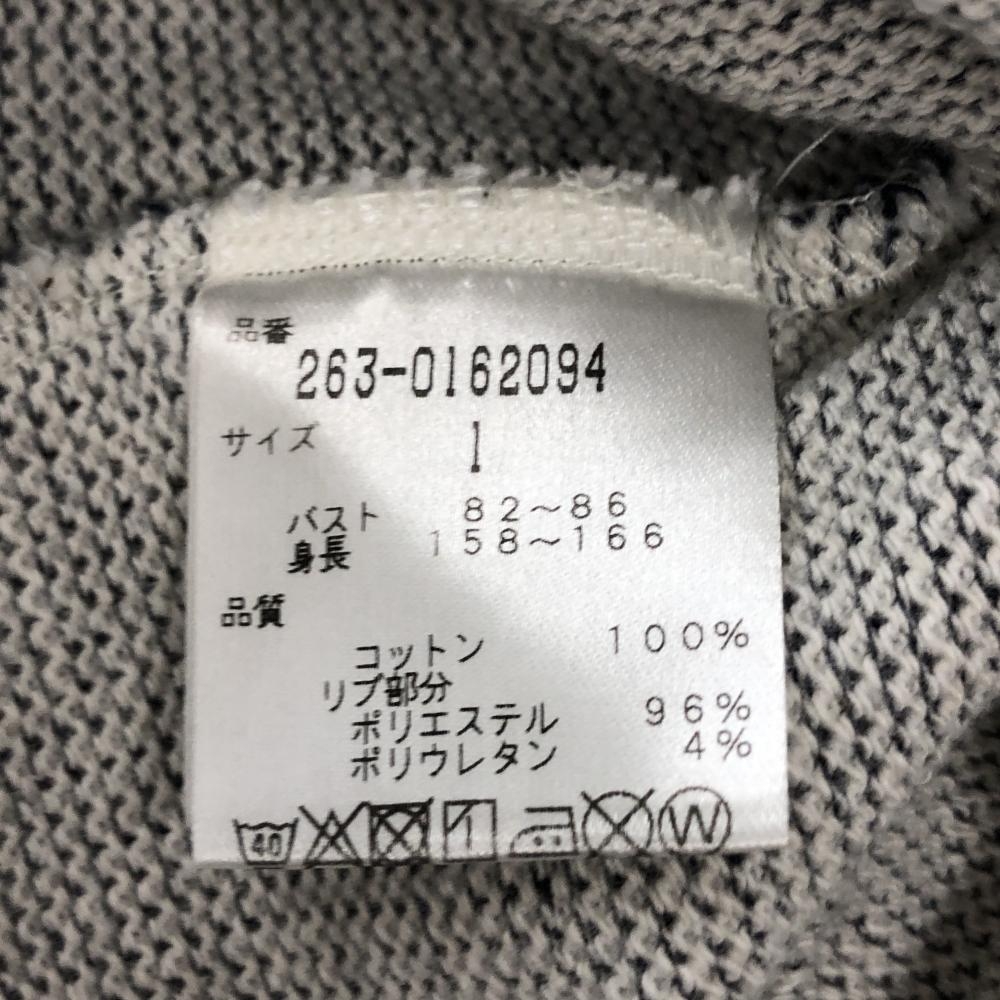 品番
263-0162094
サイズ 1
バスト 82～86
身長 158～166
品質
コットン 100%
リブ部分
ポリエステル 96%
ポリウレタン 4%
40 W